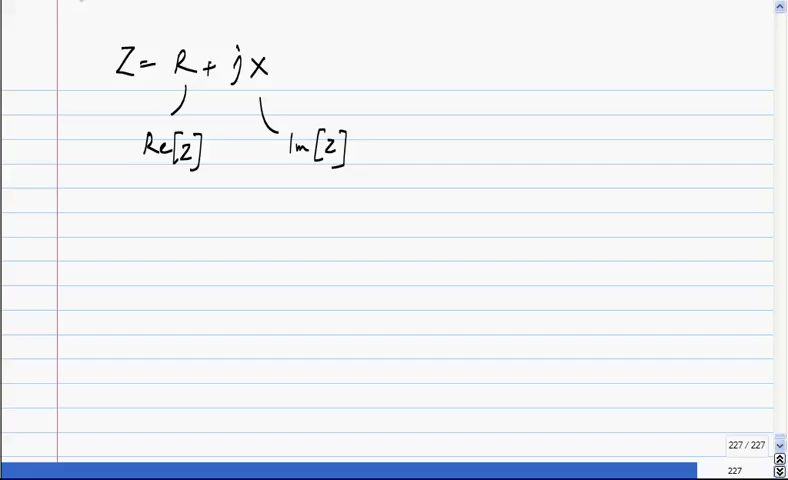 Z = R + jx
Re[Z] Im[Z]
227 / 227
227